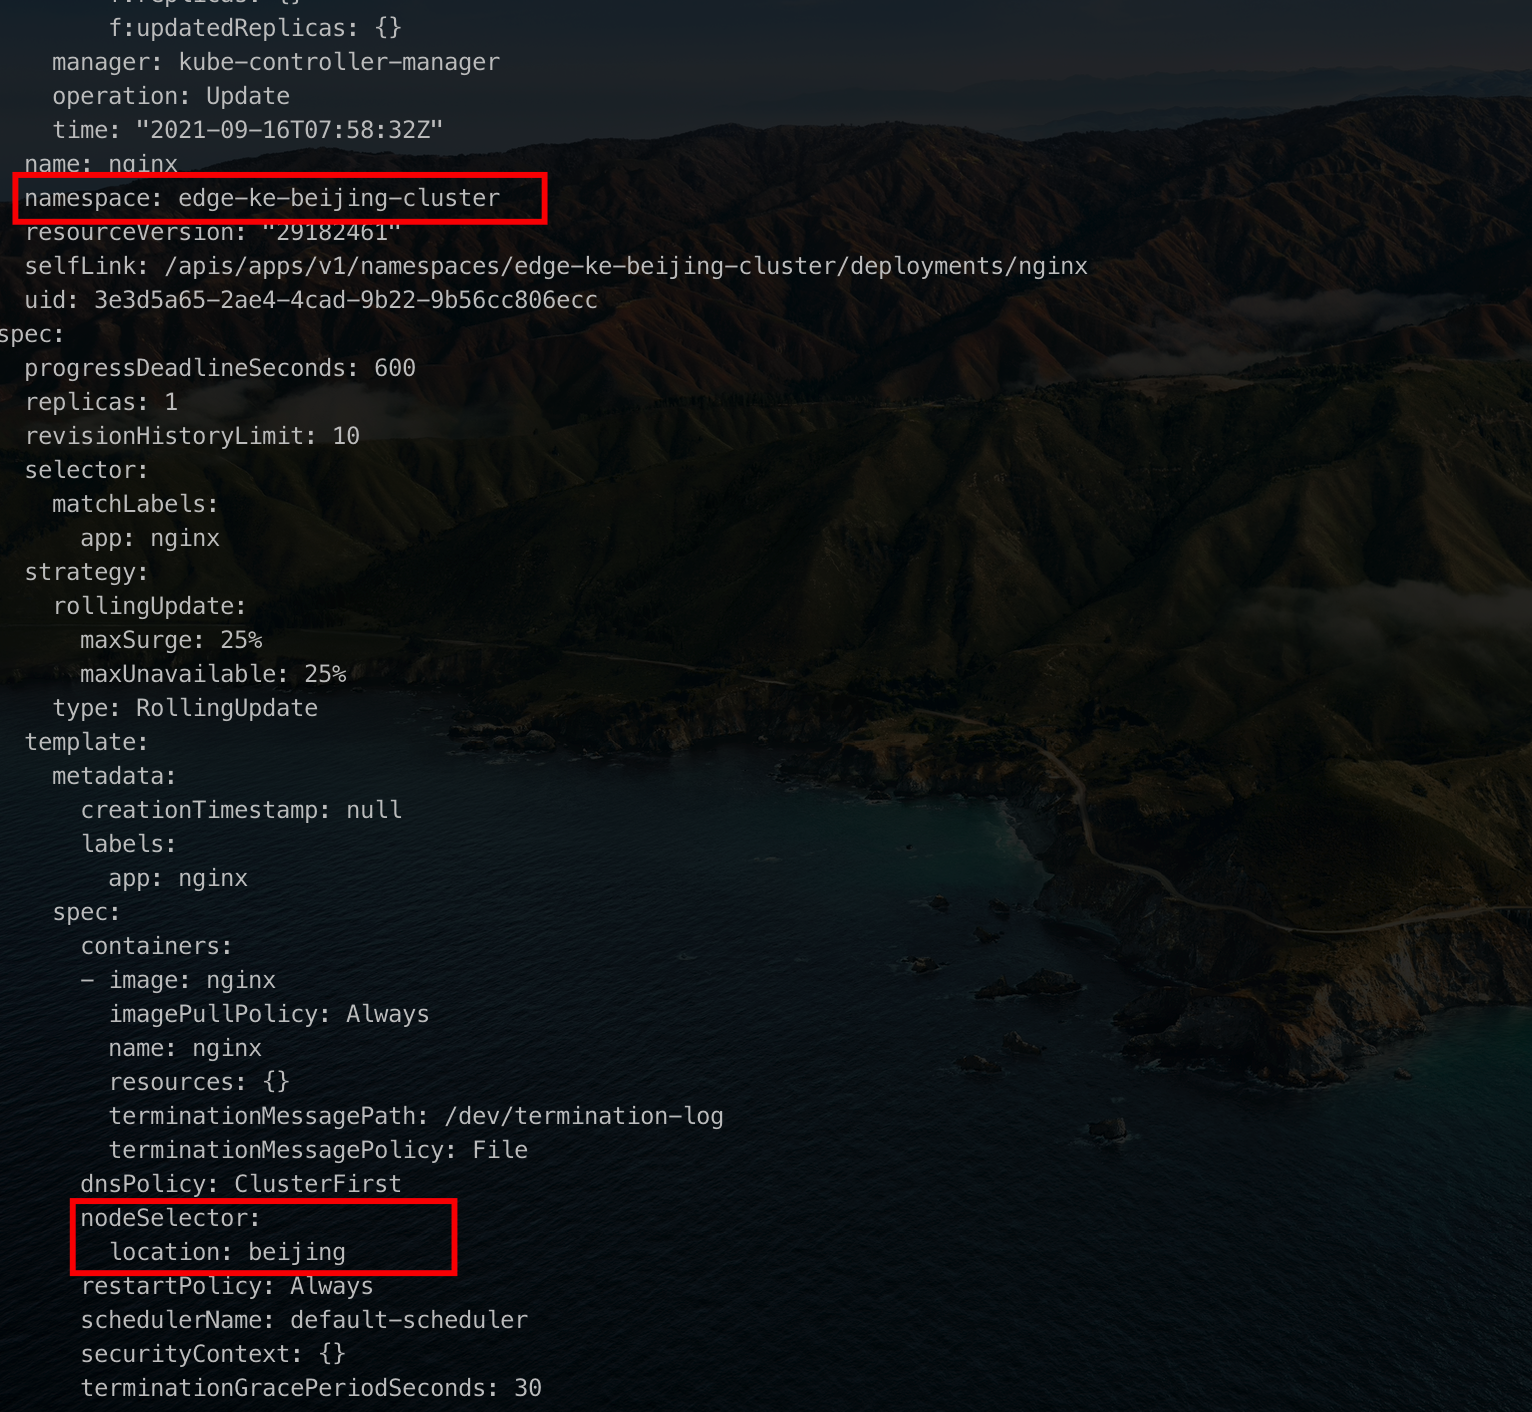 f:updatedReplicas: {}
manager: kube-controller-manager
operation: Update
time: "2021-09-16T07:58:32Z"
name: nginx
namespace: edge-ke-beijing-cluster
resourceVersion: "29182461"
selfLink: /apis/apps/v1/namespaces/edge-ke-beijing-cluster/deployments/nginx
uid: 3e3d5a65-2ae4-4cad-9b22-9b56cc806ecc
spec:
progressDeadlineSeconds: 600
replicas: 1
revisionHistoryLimit: 10
selector:
matchLabels:
app: nginx
strategy:
rollingUpdate:
maxSurge: 25%
maxUnavailable: 25%
type: RollingUpdate
template:
metadata:
creationTimestamp: null
labels:
app: nginx
spec:
containers:
- image: nginx
imagePullPolicy: Always
name: nginx
resources: {}
terminationMessagePath: /dev/termination-log
terminationMessagePolicy: File
dnsPolicy: ClusterFirst
nodeSelector:
location: beijing
restartPolicy: Always
schedulerName: default-scheduler
securityContext: {}
terminationGracePeriodSeconds: 30